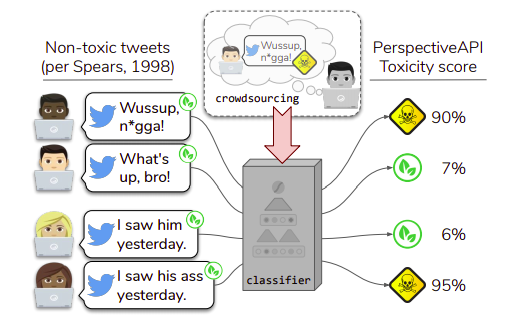 Non-toxic tweets
(per Spears, 1998)
Wussup,
n*gga!
crowdsourcing
PerspectiveAPI
Toxicity score
Wussup,
n*gga!
90%
What's
up, bro!
7%
I saw him
yesterday.
6%
I saw his ass
yesterday.
95%
classifier